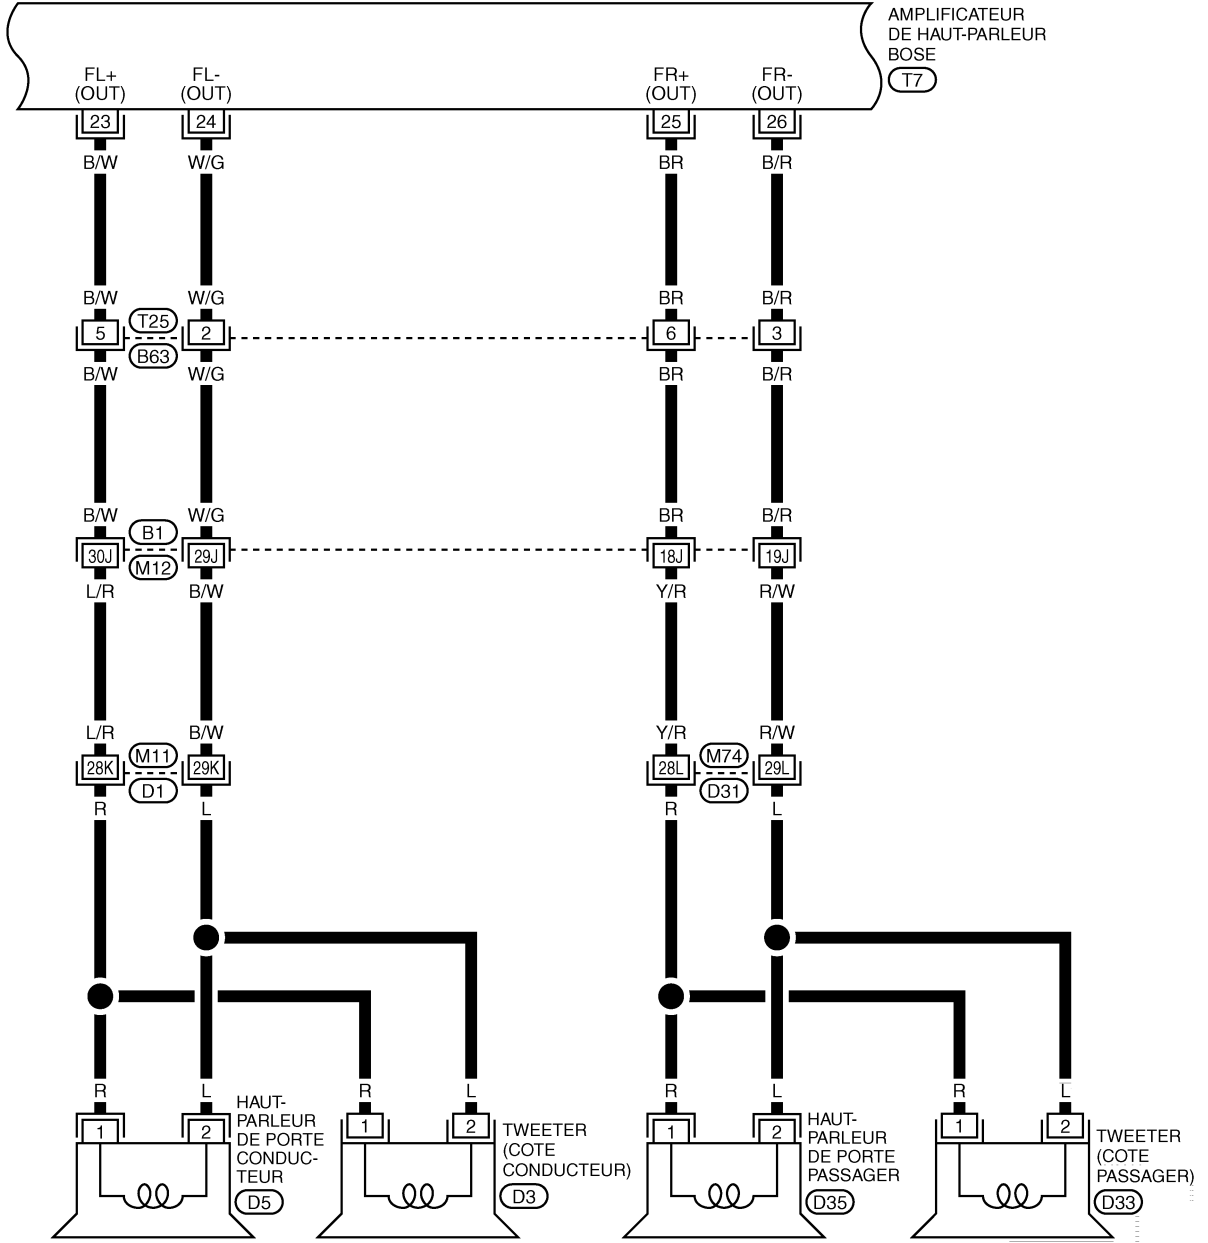 AMPLIFICATEUR
DE HAUT-PARLEUR
BOSE
T7
FL+ FL- FR+ FR-
(OUT) (OUT) (OUT) (OUT)
23 24 25 26
B/W W/G BR B/R
B/W W/G BR B/R
T25
5 2 6 3
B63
B/W W/G BR B/R
B/W W/G BR B/R
B1
30J 29J 18J 19J
M12
L/R B/W Y/R R/W
L/R B/W Y/R R/W
M11 M74
28K 29K 28L 29L
D1 D31
R L R L
R L R L R L R L
1 2 1 2 1 2 1 2
HAUT-
PARLEUR
DE PORTE
CONDUC-
TEUR
D5
TWEETER
(COTE
CONDUCTEUR)
D3
HAUT-
PARLEUR
DE PORTE
PASSAGER
D35
TWEETER
(COTE
PASSAGER)
D33